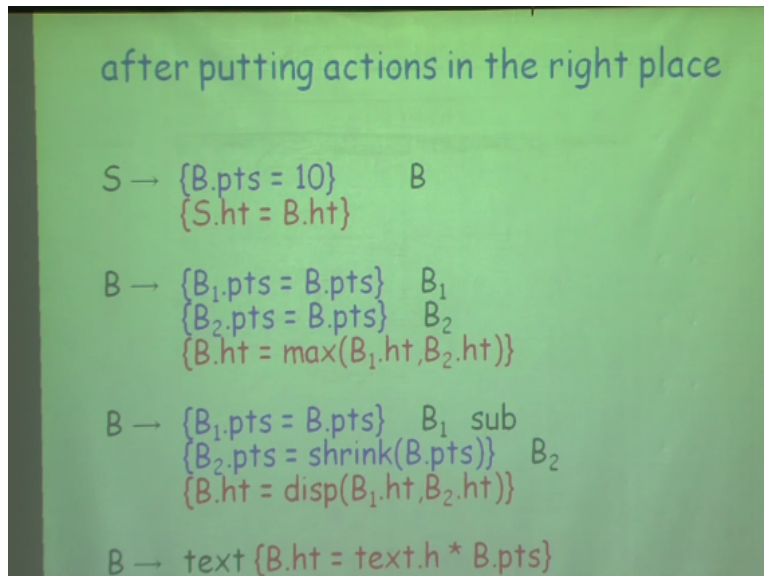 after putting actions in the right place
S → {B.pts = 10} B
{S.ht = B.ht}
B → {B₁.pts = B.pts} B₁
{B₂.pts = B.pts} B₂
{B.ht = max(B₁.ht,B₂.ht)}
B → {B₁.pts = B.pts} B₁ sub
{B₂.pts = shrink(B.pts)} B₂
{B.ht = disp(B₁.ht,B₂.ht)}
B → text {B.ht = text.h * B.pts}